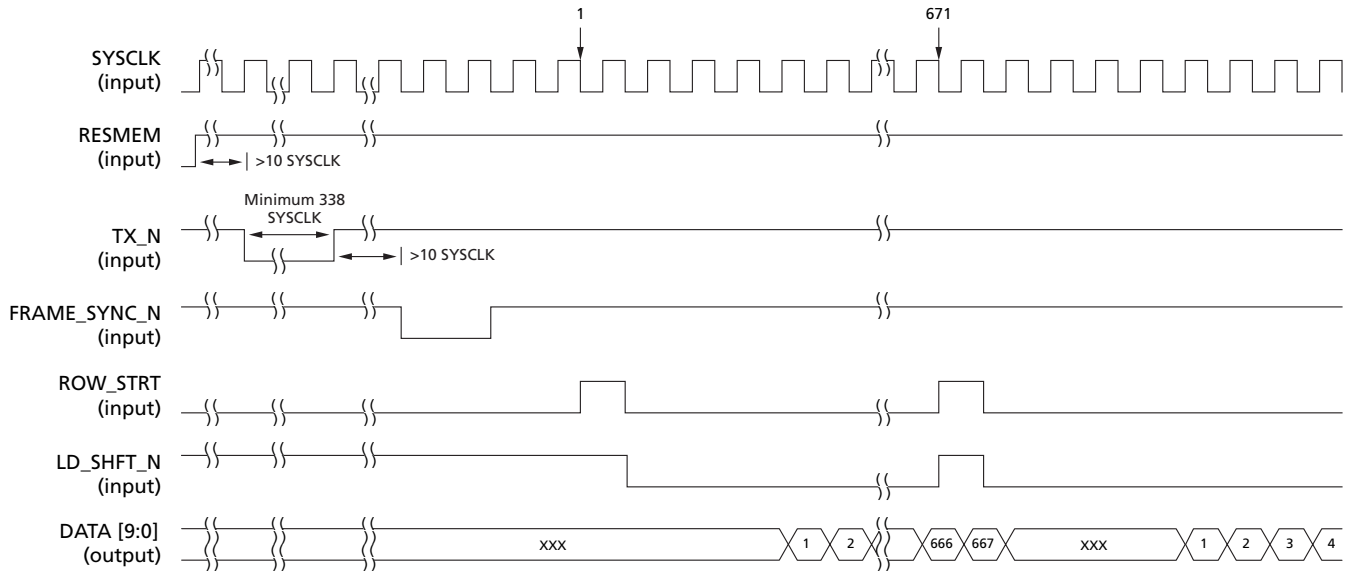 1 671
SYSCLK
(input)
RESMEM
(input)
>10 SYSCLK
Minimum 338
SYSCLK
TX_N
(input)
>10 SYSCLK
FRAME_SYNC_N
(input)
ROW_STRT
(input)
LD_SHFT_N
(input)
DATA [9:0]
(output)
XXX 1 2 666 667 XXX 1 2 3 4